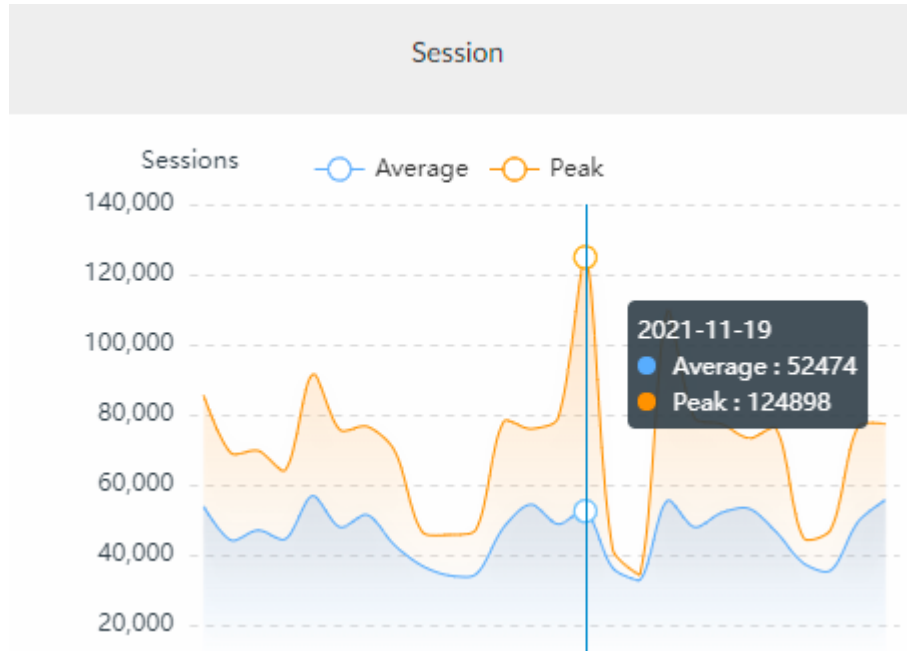 Session
Sessions
Average Peak
140,000
120,000
100,000
80,000
60,000
40,000
20,000
2021-11-19
Average : 52474
Peak : 124898